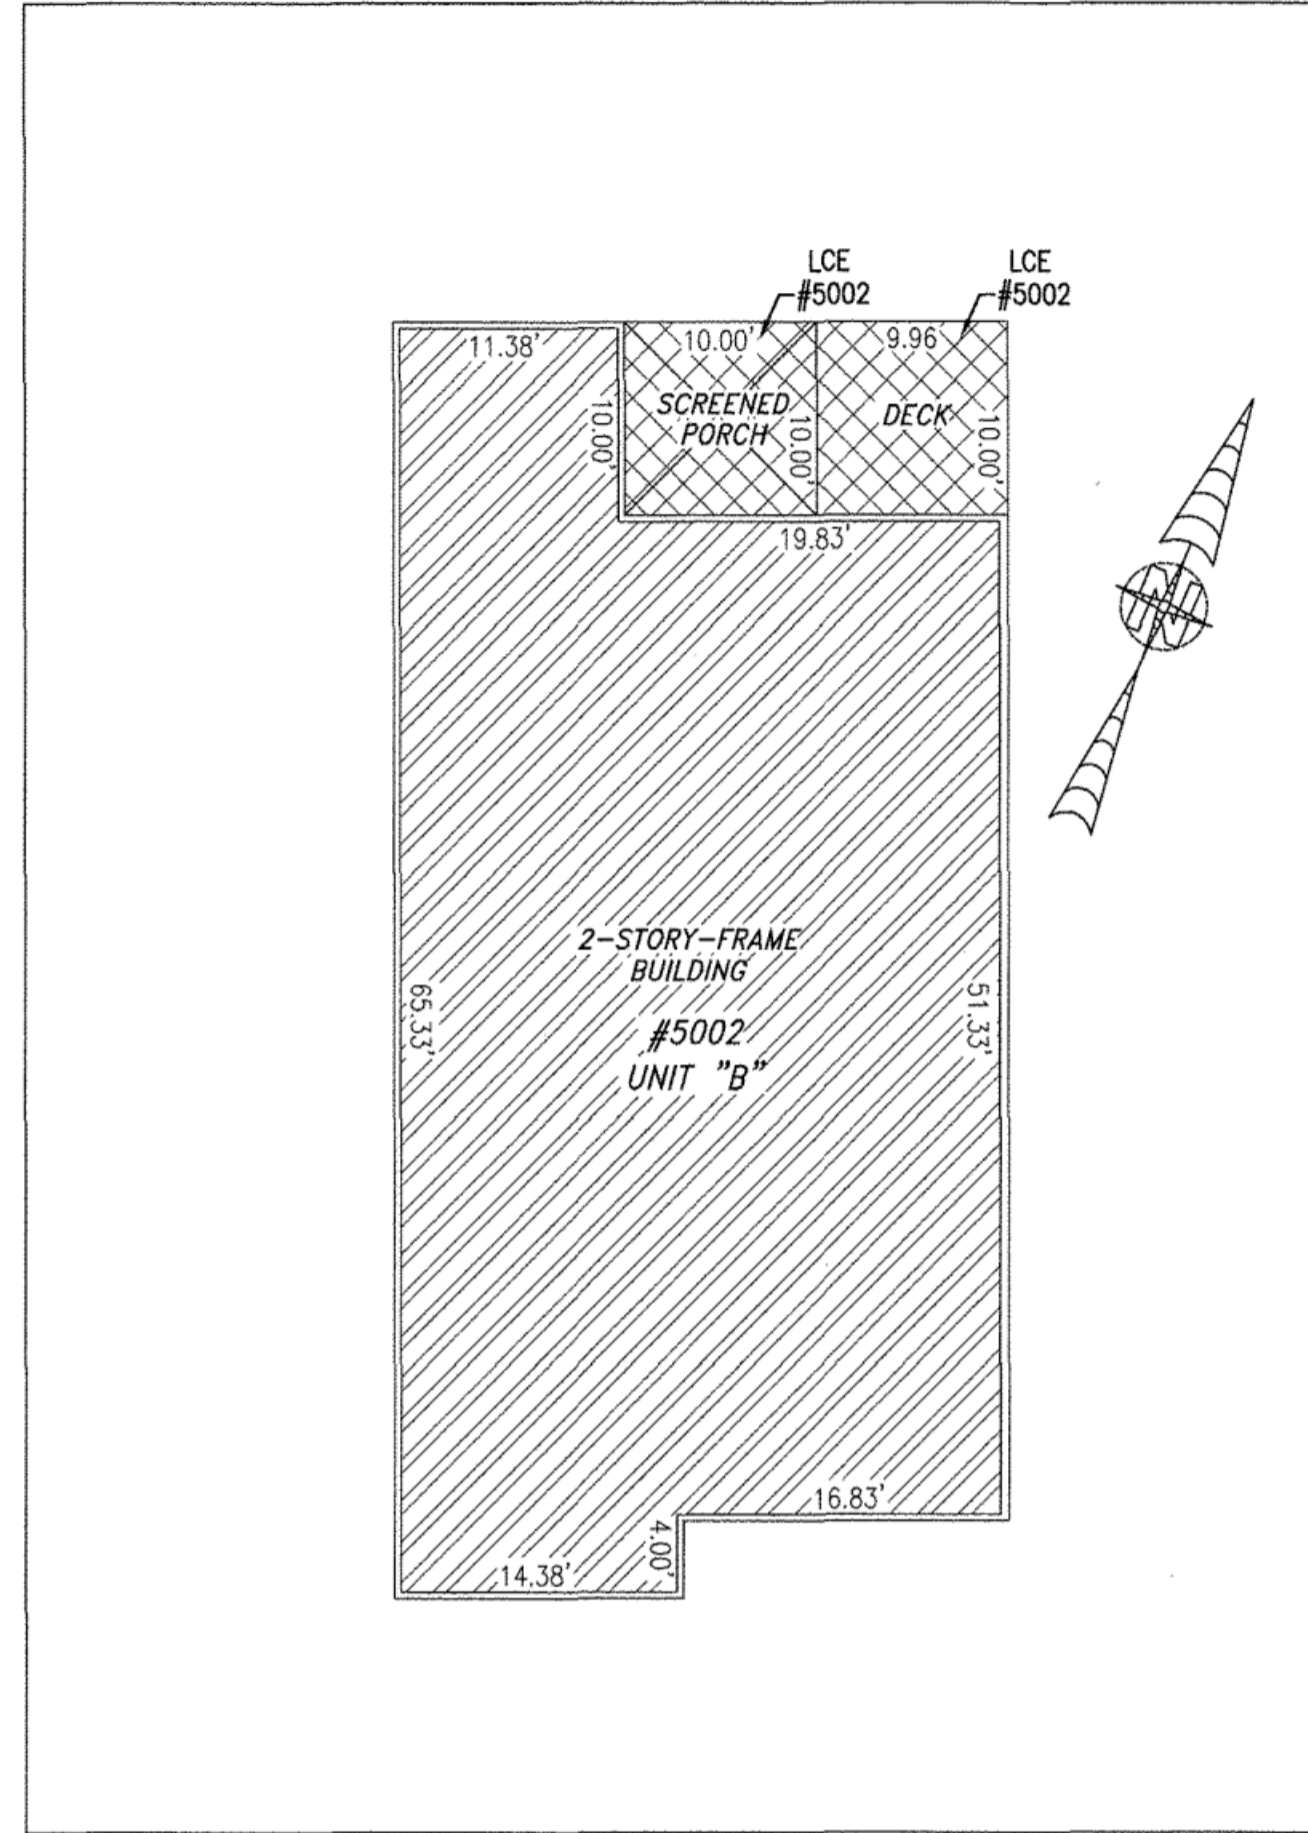 LCE
#5002
LCE
#5002
11.38'
10.00'
9.96
10.00'
SCREENED
PORCH
10.00'
DECK
10.00'
19.83'
N
2-STORY-FRAME
BUILDING
65.33'
51.33'
#5002
UNIT "B"
16.83'
4.00'
14.38'